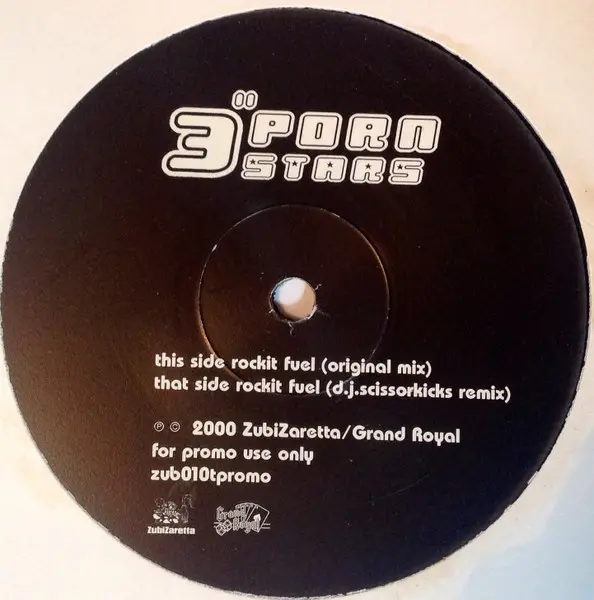 300 PORN
STARS
this side rockit fuel (original mix)
that side rockit fuel (d.j.scissorkicks remix)
℗ © 2000 ZubiZaretta/Grand Royal
for promo use only
zub010tpromo
ZubiZaretta
Grand Royal